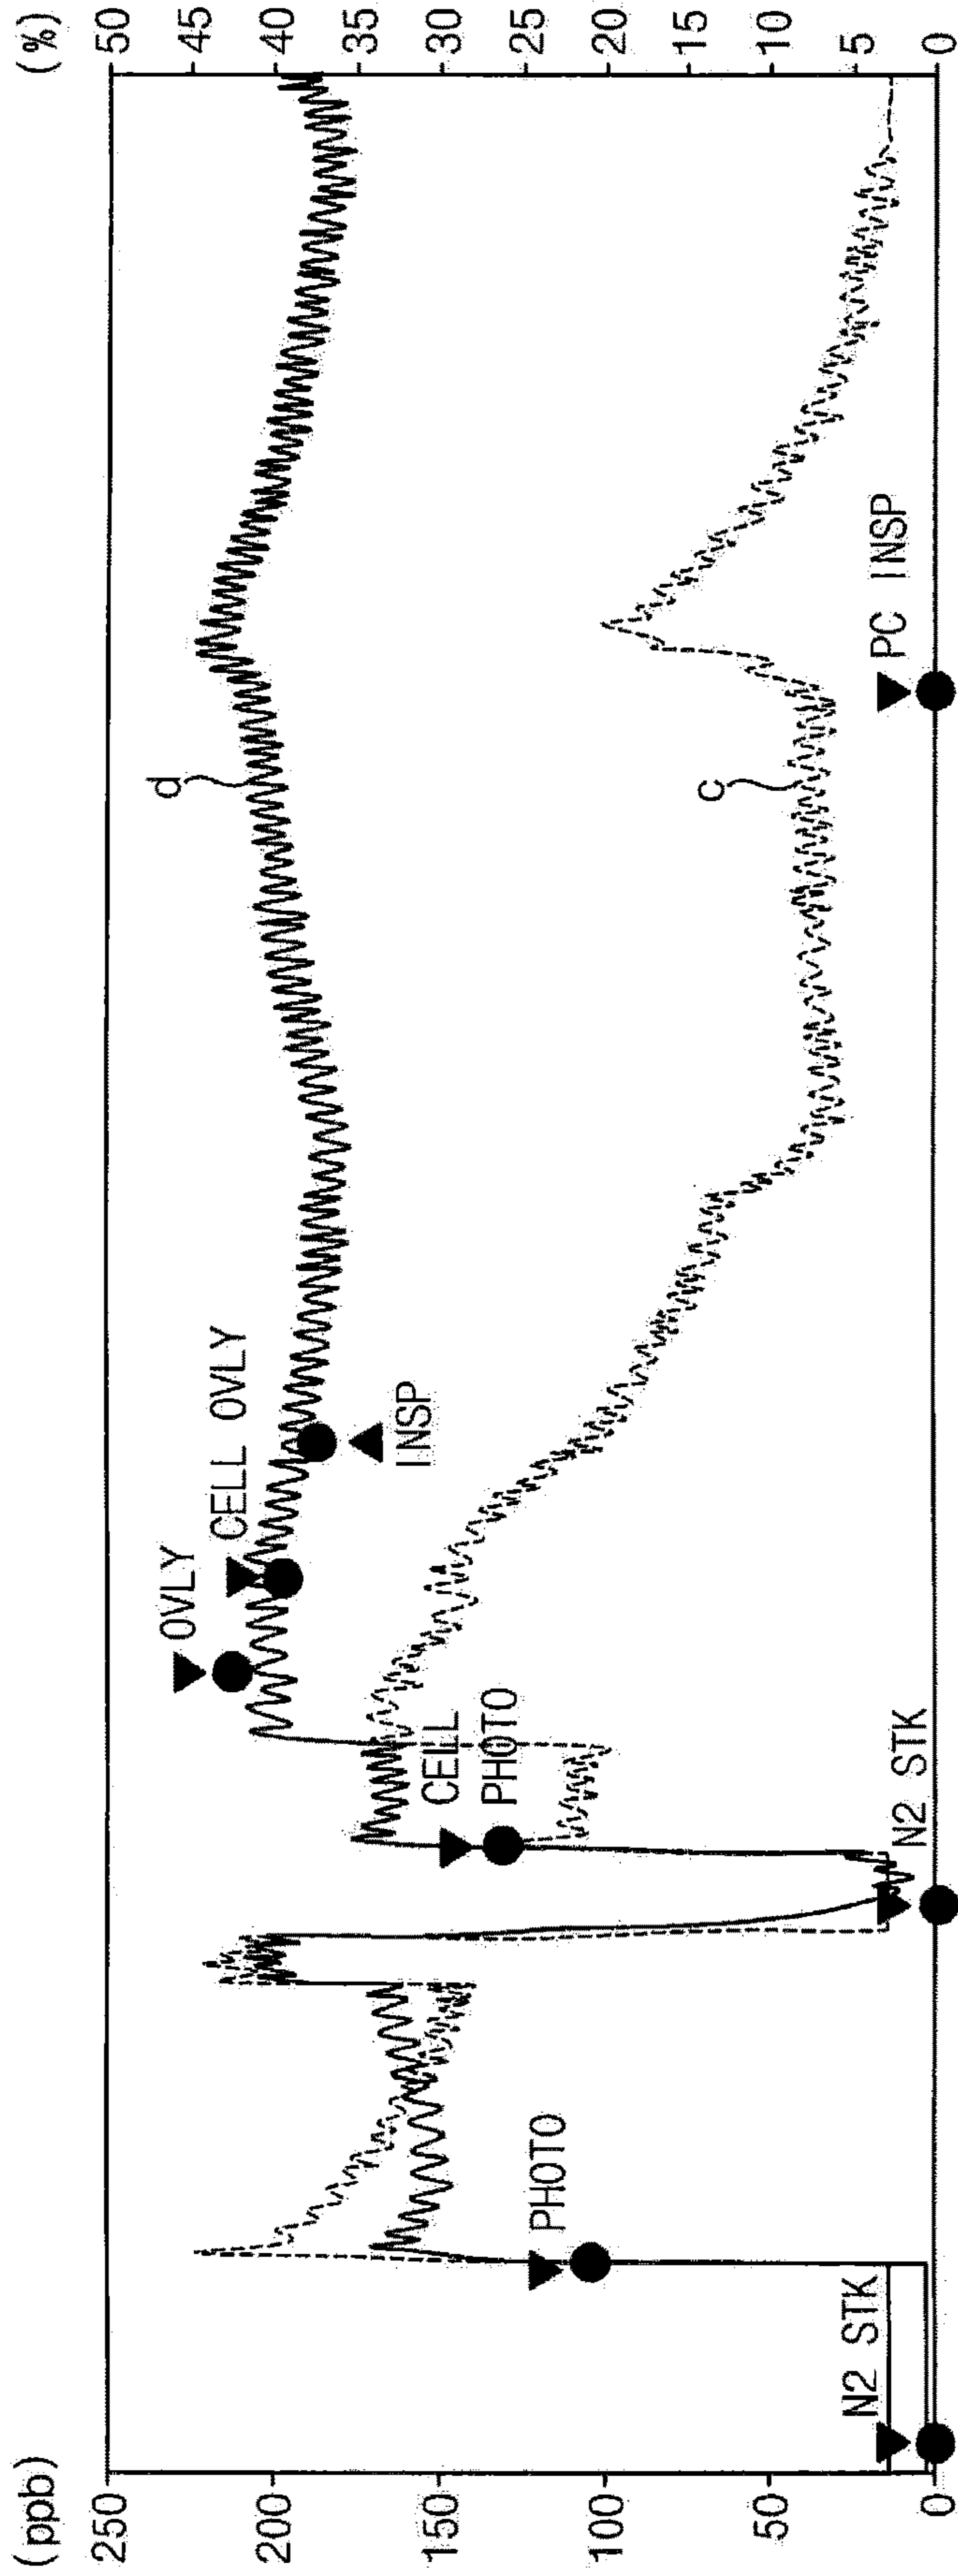 (ppb)
(%)
250
200
150
100
50
0
50
45
40
35
30
25
20
15
10
5
0
N2 STK
PHOTO
N2 STK
CELL
PHOTO
OVLY
CELL OVLY
INSP
d
c
PC INSP